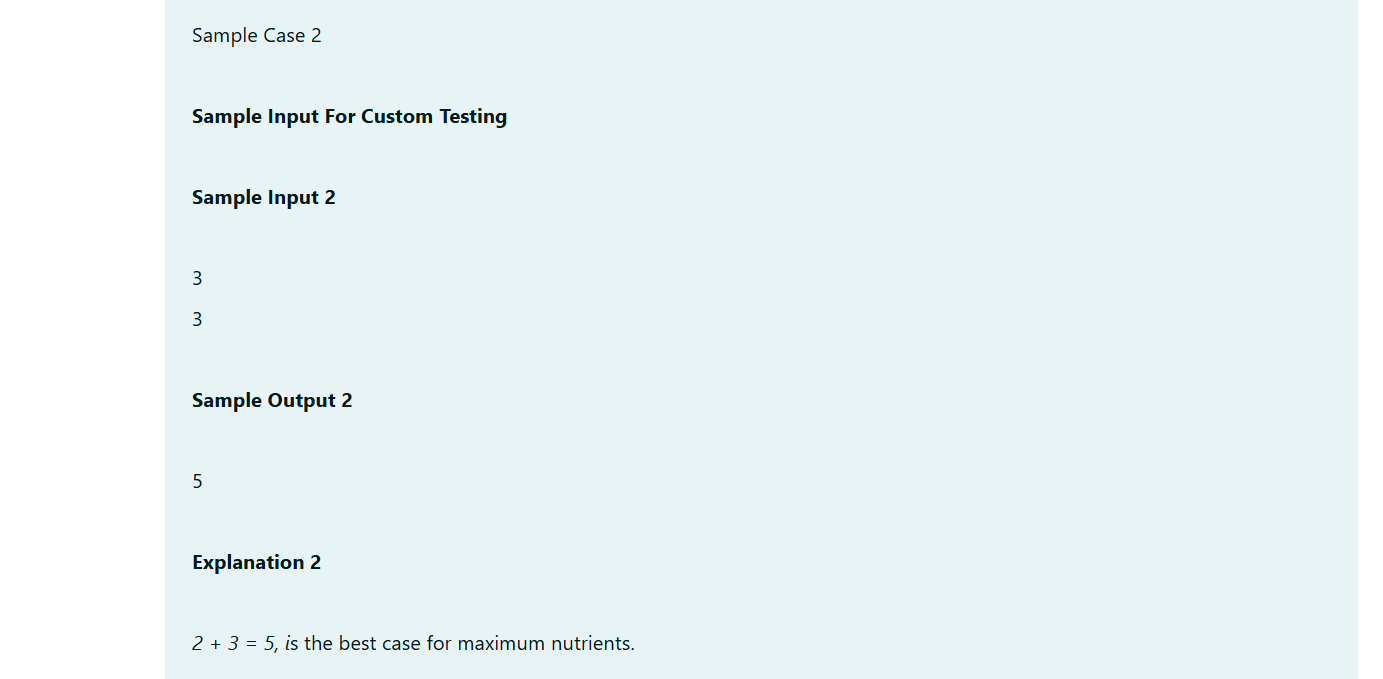 Sample Case 2
Sample Input For Custom Testing
Sample Input 2
3
3
Sample Output 2
5
Explanation 2
2 + 3 = 5, is the best case for maximum nutrients.